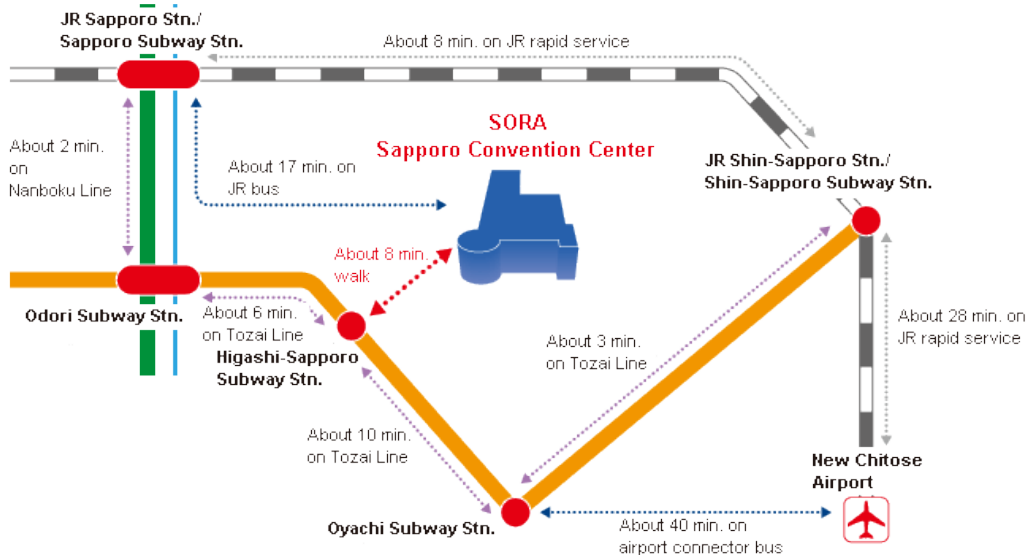 JR Sapporo Stn./
Sapporo Subway Stn.
About 8 min. on JR rapid service
SORA
Sapporo Convention Center
About 2 min.
on
Nanboku Line
About 17 min. on
JR bus
JR Shin-Sapporo Stn./
Shin-Sapporo Subway Stn.
About 8 min.
walk
Odori Subway Stn.
About 6 min.
on Tozai Line
Higashi-Sapporo
Subway Stn.
About 3 min.
on Tozai Line
About 28 min. on
JR rapid service
About 10 min.
on Tozai Line
New Chitose
Airport
Oyachi Subway Stn.
About 40 min. on
airport connector bus